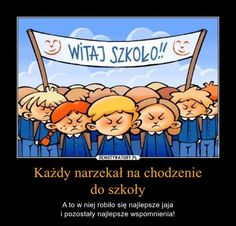 WiTAJ SZKOŁO!!
DEMOTYWATORY.PL
Każdy narzekał na chodzenie
do szkoły
A to w niej robiło się najlepsze jaja
i pozostały najlepsze wspomnienia!